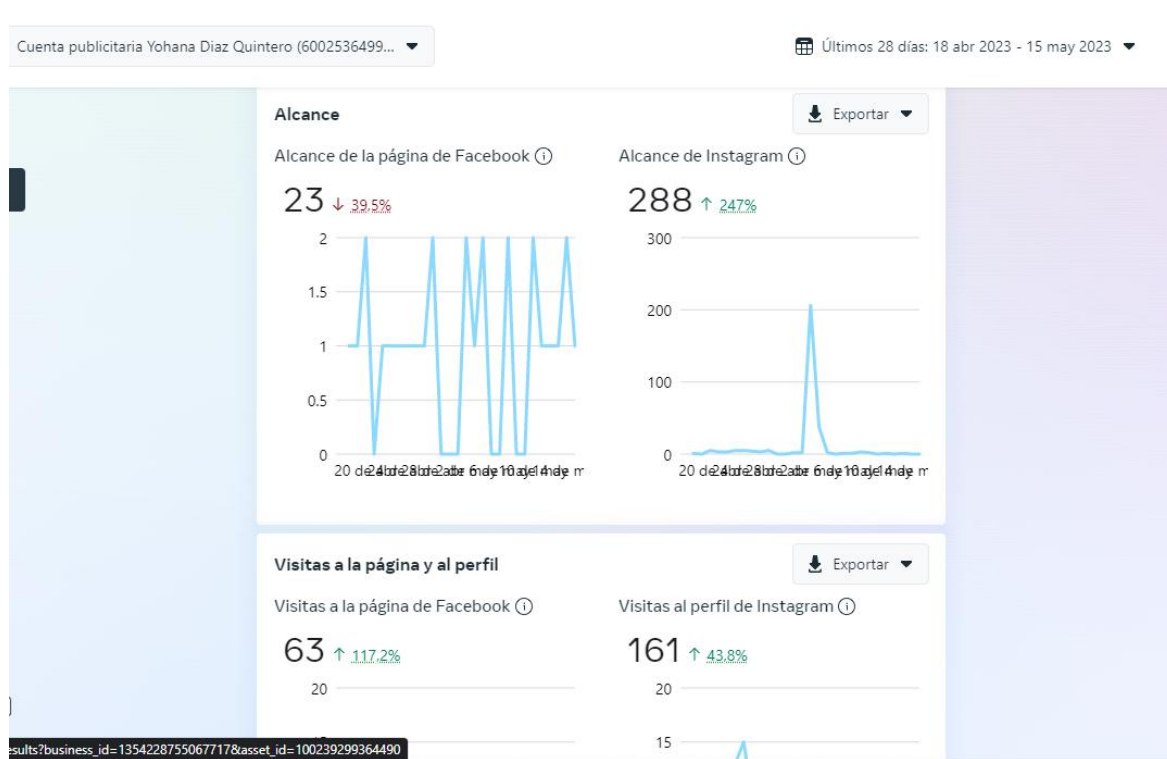 Cuenta publicitaria Yohana Diaz Quintero (6002536499...
Últimos 28 días: 18 abr 2023 - 15 may 2023
Alcance
Exportar
Alcance de la página de Facebook
Alcance de Instagram
23 ↓ 39,5%
288 ↑ 247%
2
1.5
1
0.5
0
300
200
100
0
Visitas a la página y al perfil
Exportar
Visitas a la página de Facebook
Visitas al perfil de Instagram
63 ↑ 117,2%
161 ↑ 43,8%
20
20
15
esults?business_id=1354228755067717&asset_id=100239299364490